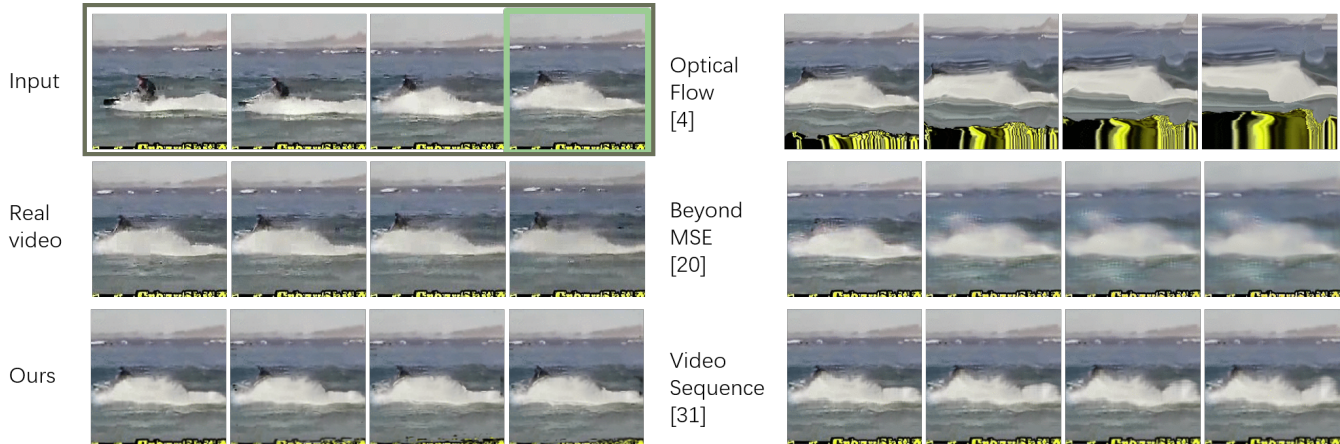 Input
Optical
Flow
[4]
Real
video
Beyond
MSE
[20]
Ours
Video
Sequence
[31]